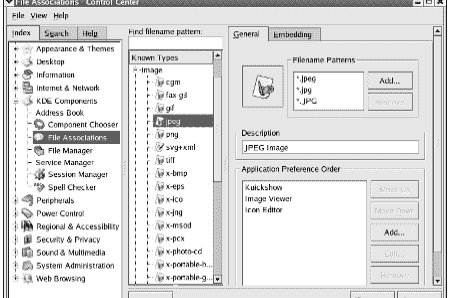 File Associations - Control Center
File View Help
Index Search Help
Appearance & Themes
Desktop
Information
Internet & Network
KDE Components
Address Book
Component Chooser
File Associations
File Manager
Service Manager
Session Manager
Spell Checker
Peripherals
Power Control
Regional & Accessibility
Security & Privacy
Sound & Multimedia
System Administration
Web Browsing
Find filename pattern:
Known Types
image
cgm
fax-gif
gif
jpeg
png
svg+xml
tiff
x-bmp
x-eps
x-ico
x-jng
x-msod
x-pcx
x-photo-cd
x-portable-b...
x-portable-g...
General Embedding
Filename Patterns
*.jpeg
*.jpg
*.JPG
Add...
Remove
Description
JPEG Image
Application Preference Order
Kuickshow
Image Viewer
Icon Editor
Move Up
Move Down
Add...
Edit...
Remove